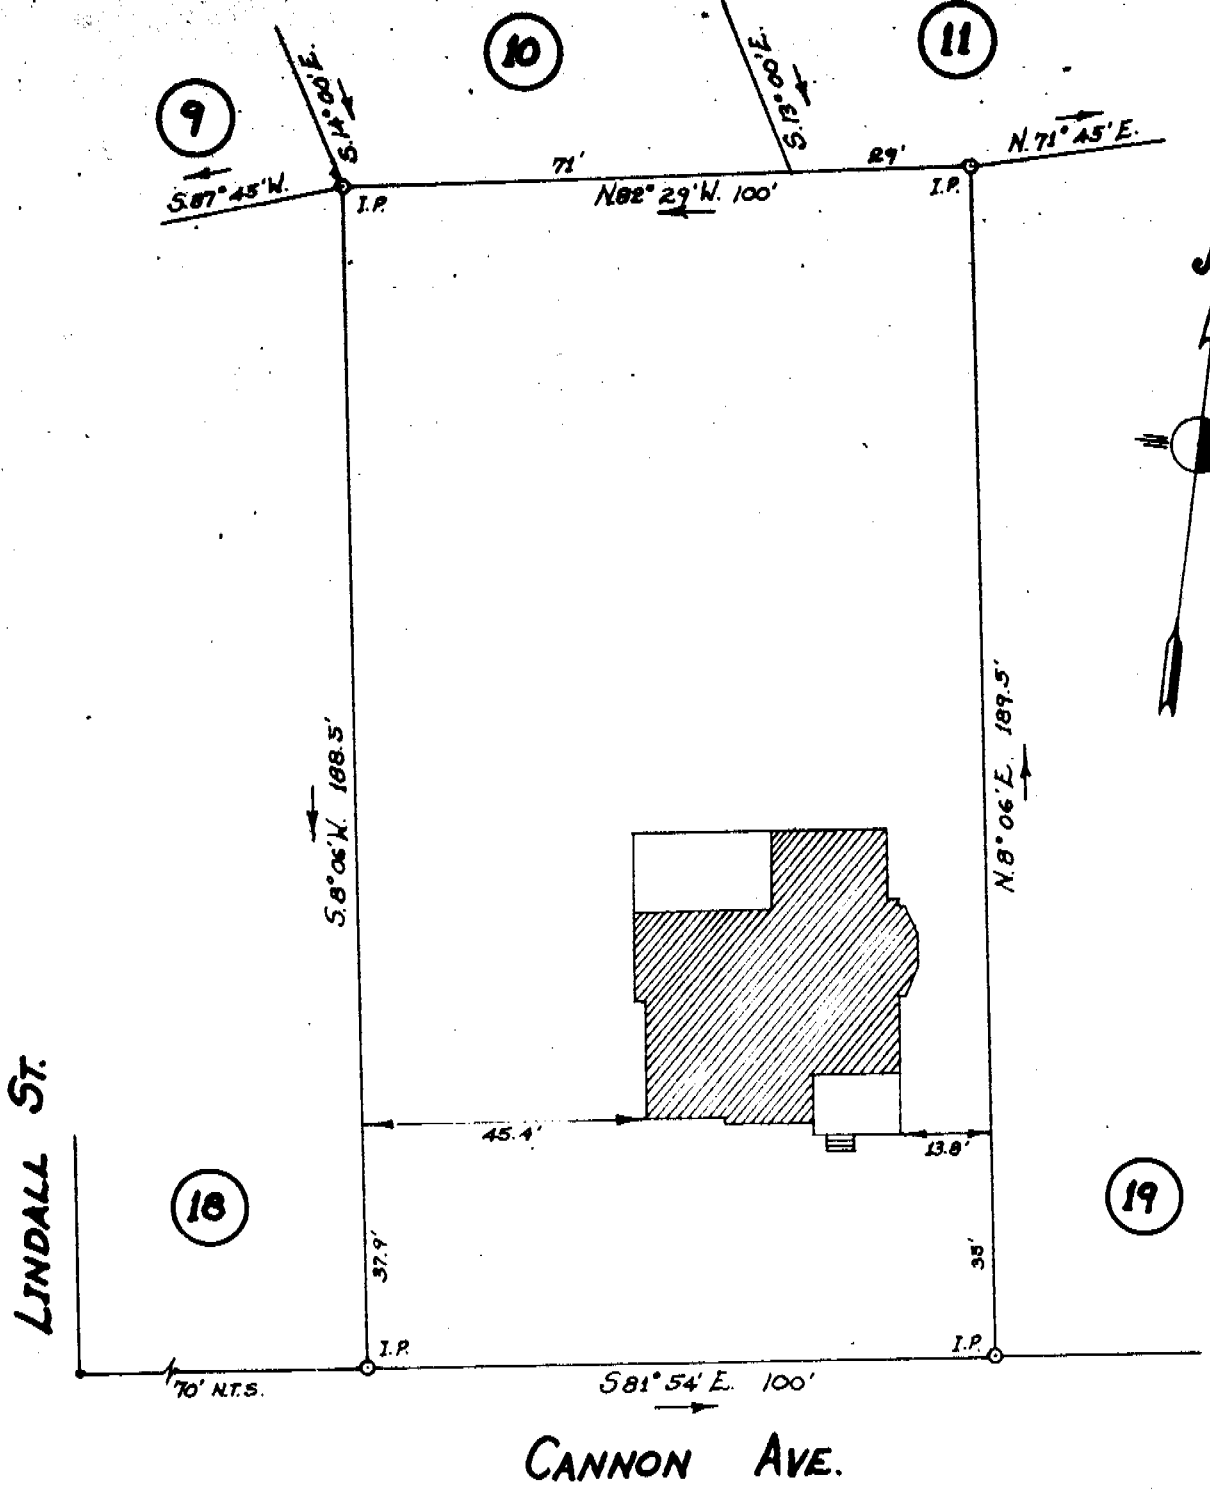 10
11
9
S.14°00'E.
S.13°00'E.
N.71°45'E.
71'
29'
S.87°45'W.
I.P.
N.82°29'W. 100'
I.P.
S.8°06'W. 188.5'
N.8°06'E. 189.5'
45.4'
13.8'
LINDALL ST.
18
19
37.9'
35'
I.P.
I.P.
70' N.T.S.
S 81°54'E. 100'
CANNON AVE.